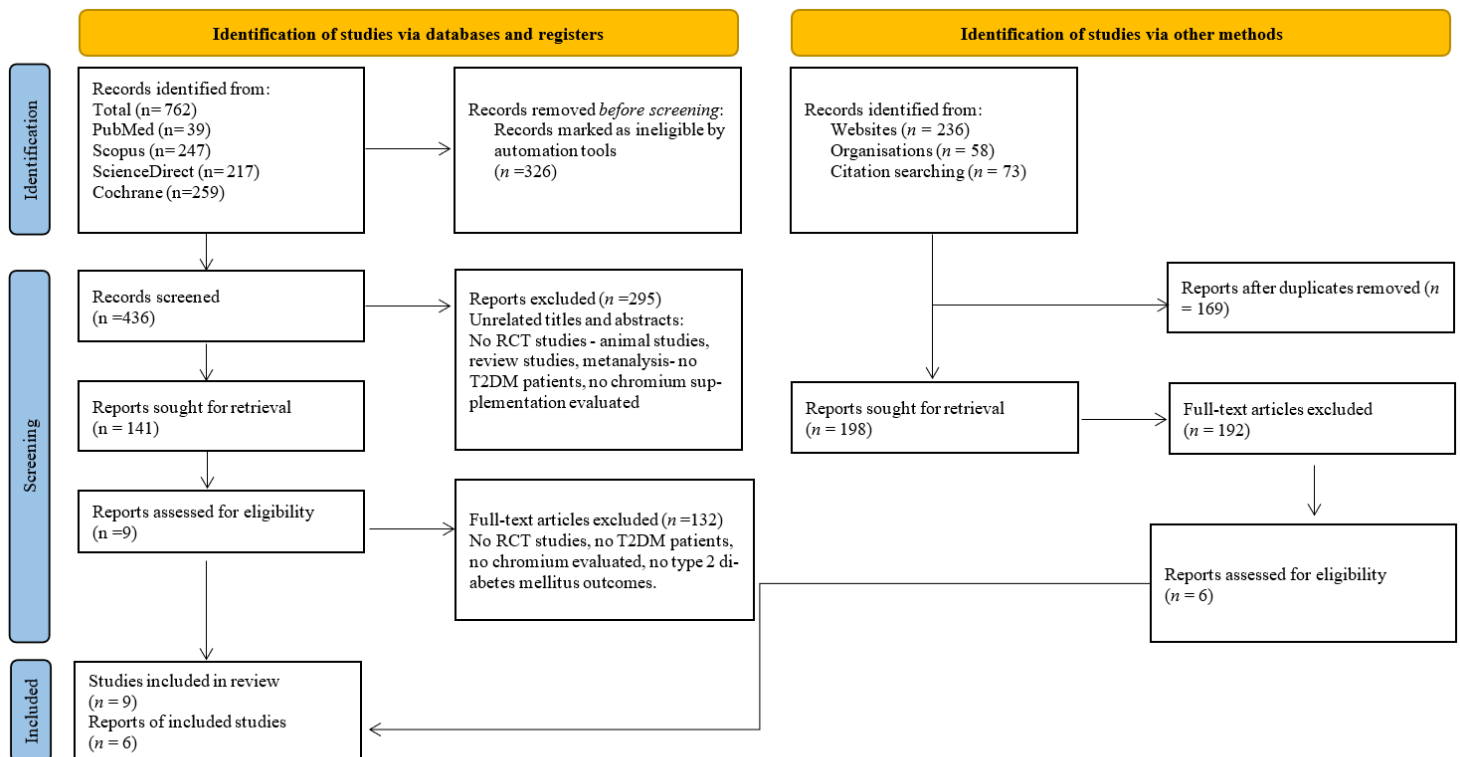 Identification of studies via databases and registers
Identification of studies via other methods
Identification
Records identified from:
Total (n= 762)
PubMed (n= 39)
Scopus (n= 247)
ScienceDirect (n= 217)
Cochrane (n=259)
Records removed before screening:
Records marked as ineligible by
automation tools
(n =326)
Records identified from:
Websites (n = 236)
Organisations (n = 58)
Citation searching (n = 73)
Screening
Records screened
(n =436)
Reports excluded (n =295)
Unrelated titles and abstracts:
No RCT studies - animal studies,
review studies, metanalysis- no
T2DM patients, no chromium sup-
plementation evaluated
Reports after duplicates removed (n
= 169)
Reports sought for retrieval
(n = 141)
Reports sought for retrieval
(n = 198)
Full-text articles excluded
(n = 192)
Reports assessed for eligibility
(n =9)
Full-text articles excluded (n =132)
No RCT studies, no T2DM patients,
no chromium evaluated, no type 2 di-
abetes mellitus outcomes.
Reports assessed for eligibility
(n = 6)
Included
Studies included in review
(n = 9)
Reports of included studies
(n = 6)